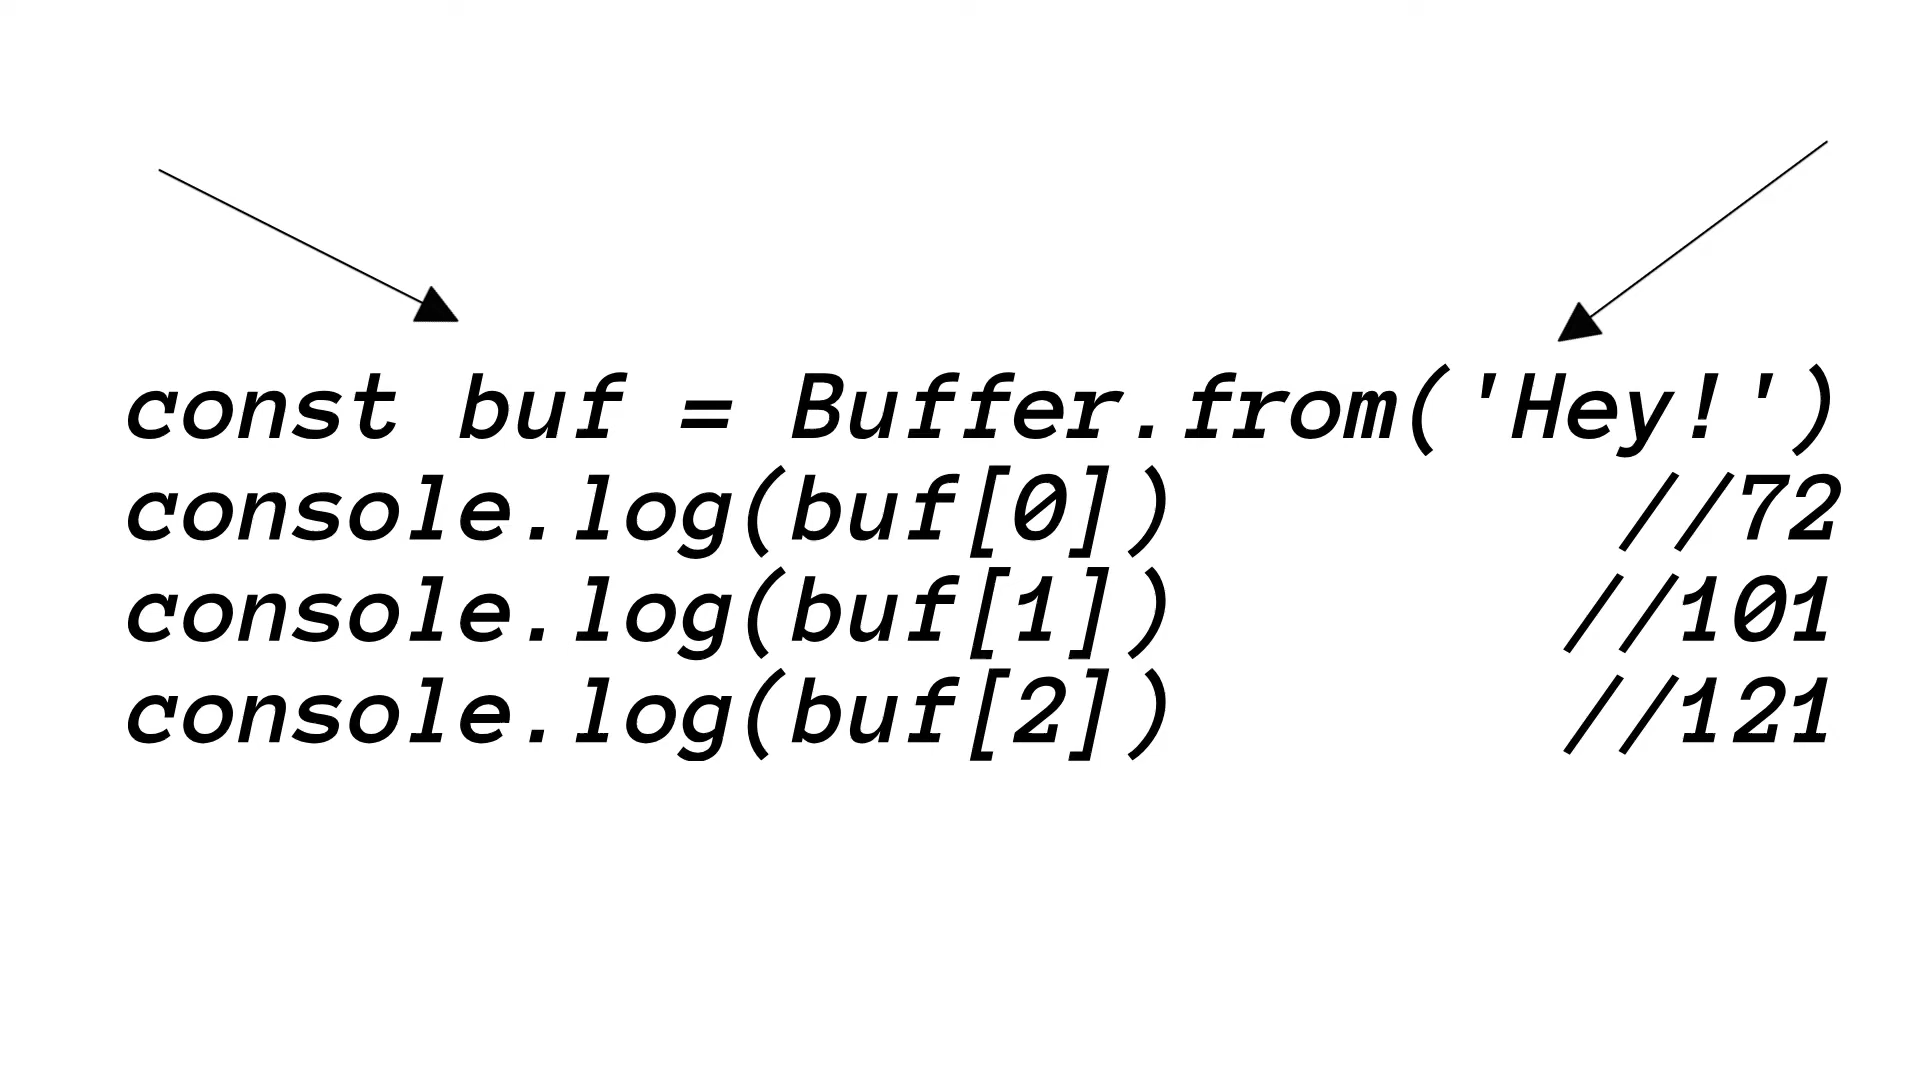 const buf = Buffer.from('Hey!')
console.log(buf[0]) //72
console.log(buf[1]) //101
console.log(buf[2]) //121